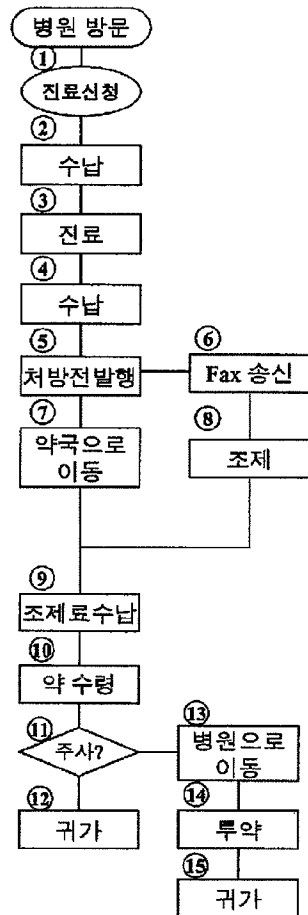 병원 방문
①
진료신청
②
수납
③
진료
④
수납
⑤
처방전발행
⑥
Fax 송신
⑦
약국으로
이동
⑧
조제
⑨
조제료수납
⑩
약 수령
⑪
주사?
⑫
귀가
⑬
병원으로
이동
⑭
투약
⑮
귀가